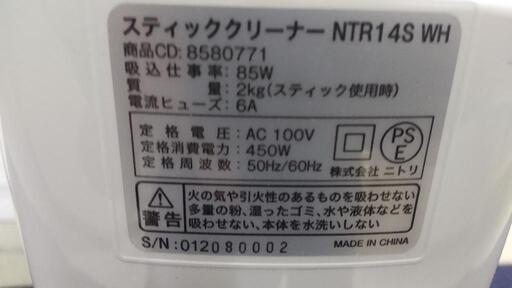 スティッククリーナー NTR14S WH
商品CD: 8580771
吸込仕事率: 85W
質量: 2kg(スティック使用時)
電流ヒューズ: 6A
定格電圧: AC 100V
定格消費電力: 450W
定格周波数: 50Hz/60Hz
PSE
株式会社 ニトリ
警告
火の気や引火性のあるものを吸わせない
多量の粉、湿ったゴミ、水や液体などを
吸わせない、本体を水洗いしない
S/N: 012080002
MADE IN CHINA